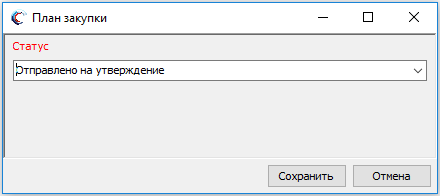 План закупки
Статус
Отправлено на утверждение
Сохранить
Отмена